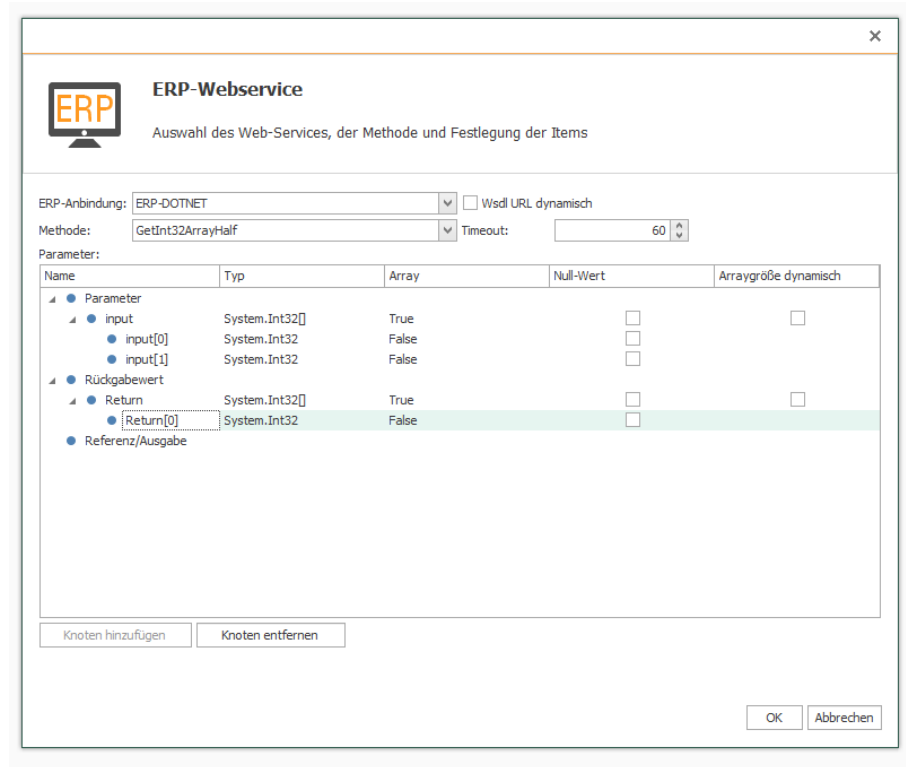 ERP
ERP-Webservice
Auswahl des Web-Services, der Methode und Festlegung der Items
ERP-Anbindung: ERP-DOTNET Wsdl URL dynamisch
Methode: GetInt32ArrayHalf Timeout: 60
Parameter:
Name Typ Array Null-Wert Arraygröße dynamisch
Parameter
input System.Int32[] True
input[0] System.Int32 False
input[1] System.Int32 False
Rückgabewert
Return System.Int32[] True
Return[0] System.Int32 False
Referenz/Ausgabe
Knoten hinzufügen Knoten entfernen
OK Abbrechen